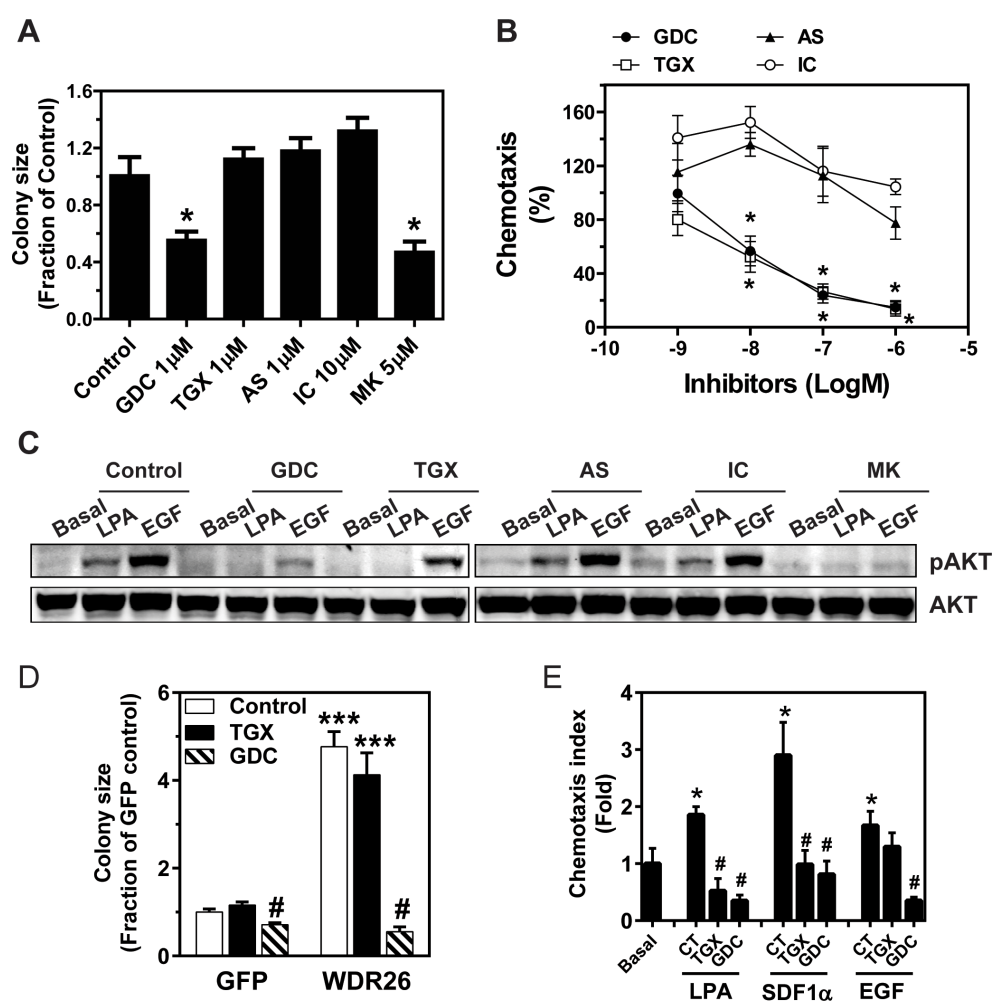 A
Colony size
(Fraction of Control)
1.6
1.2
0.8
0.4
0.0
*
*
Control
GDC 1μM
TGX 1μM
AS 1μM
IC 10μM
MK 5μM
B
GDC
AS
TGX
IC
Chemotaxis
(%)
160
120
80
40
0
*
*
*
*
*
*
-10
-9
-8
-7
-6
-5
Inhibitors (LogM)
C
Control
GDC
TGX
AS
IC
MK
Basal
LPA
EGF
Basal
LPA
EGF
Basal
LPA
EGF
Basal
LPA
EGF
Basal
LPA
EGF
Basal
LPA
EGF
pAKT
AKT
D
Colony size
(Fraction of GFP control)
6
4
2
0
Control
TGX
GDC
***
***
#
#
GFP
WDR26
E
Chemotaxis index
(Fold)
4
3
2
1
0
*
#
#
*
#
#
*
#
Basal
CT
TGX
GDC
CT
TGX
GDC
CT
TGX
GDC
LPA
SDF1α
EGF